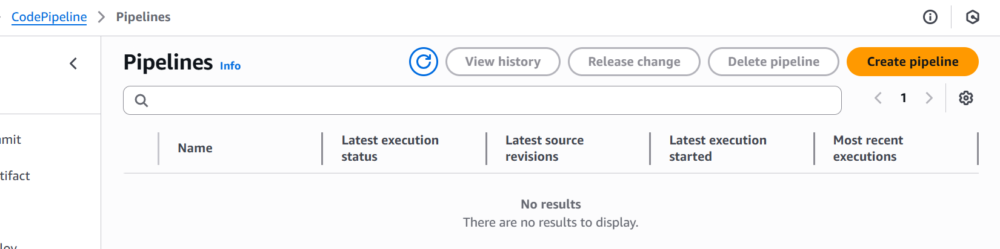 CodePipeline > Pipelines
Pipelines Info
View history
Release change
Delete pipeline
Create pipeline
1
Name
Latest execution
status
Latest source
revisions
Latest execution
started
Most recent
executions
mit
tifact
No results
There are no results to display.